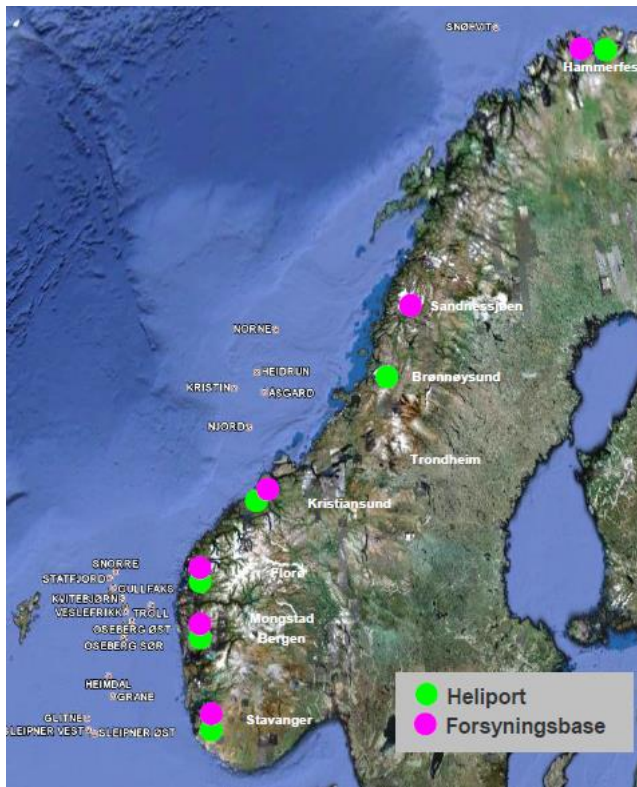 SNØHVIT
Hammerfes
Sandnessjøen
NORNE
HEIDRUN
Brønnøysund
KRISTIN
ÅSGARD
NJORD
Trondheim
Kristiansund
SNORRE
Florø
STATFJORD
GULLFAKS
KVITEBJØRN
VESLEFRIKK
TROLL
Mongstad
OSEBERG ØST
Bergen
OSEBERG SØR
HEIMDAL
GRANE
Heliport
GLITNE
Stavanger
Forsyningsbase
SLEIPNER VEST
SLEIPNER ØST